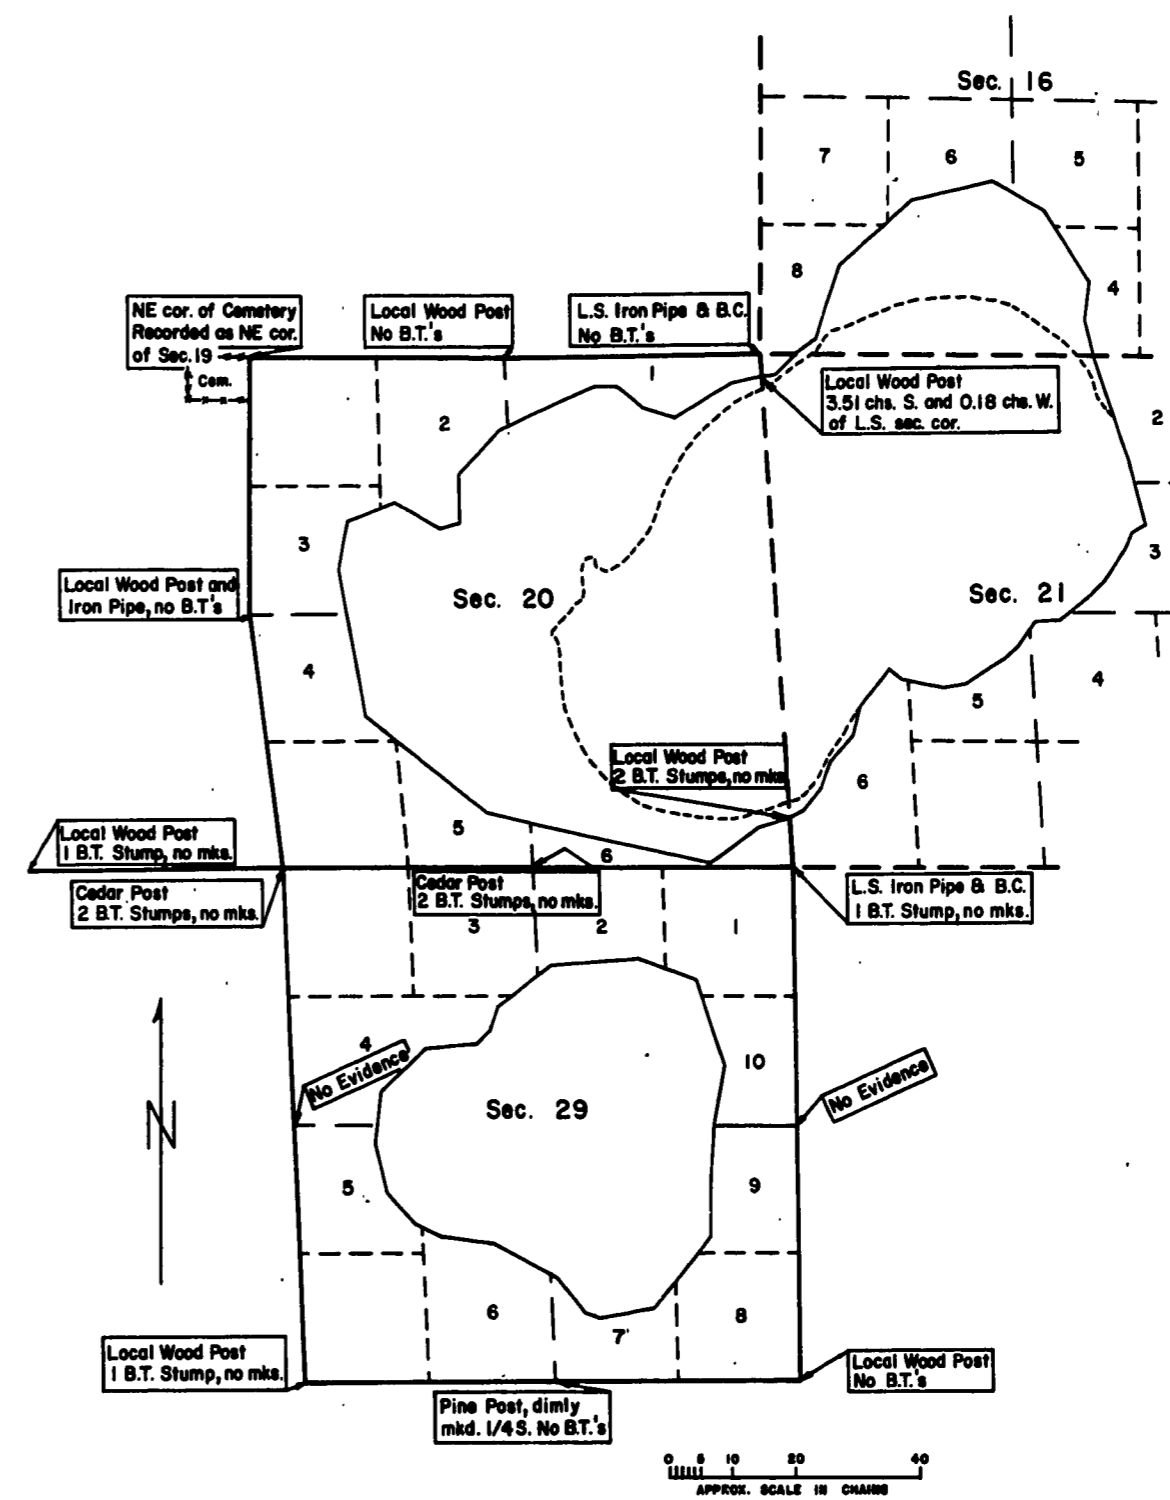 Sec. 16
7
6
5
8
4
NE cor. of Cemetery
Recorded as NE cor.
of Sec. 19
Cem.
Local Wood Post
No B.T.'s
L.S. Iron Pipe & B.C.
No B.T.'s
Local Wood Post
3.51 chs. S. and 0.18 chs. W.
of L.S. sec. cor.
1
2
2
3
3
Local Wood Post and
Iron Pipe, no B.T's
Sec. 20
Sec. 21
4
4
5
Local Wood Post
2 B.T. Stumps, no mks
6
Local Wood Post
1 B.T. Stump, no mks.
5
6
Cedar Post
2 B.T. Stumps, no mks.
Cedar Post
2 B.T. Stumps, no mks.
L.S. Iron Pipe & B.C.
1 B.T. Stump, no mks.
3
2
1
4
No Evidence
10
No Evidence
Sec. 29
N
5
9
6
7
8
Local Wood Post
1 B.T. Stump, no mks.
Local Wood Post
No B.T.'s
Pine Post, dimly
mkd. 1/4 S. No B.T.'s
0 5 10 20 40
APPROX. SCALE IN CHAINS